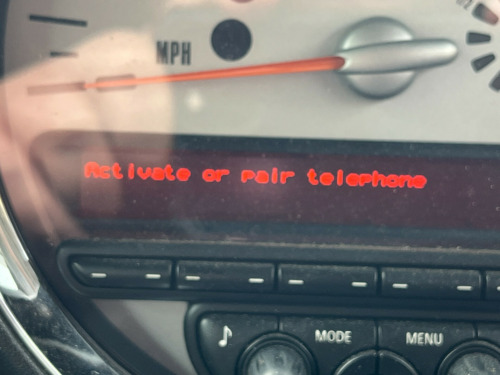 MPH
Activate or pair telephone
MODE MENU